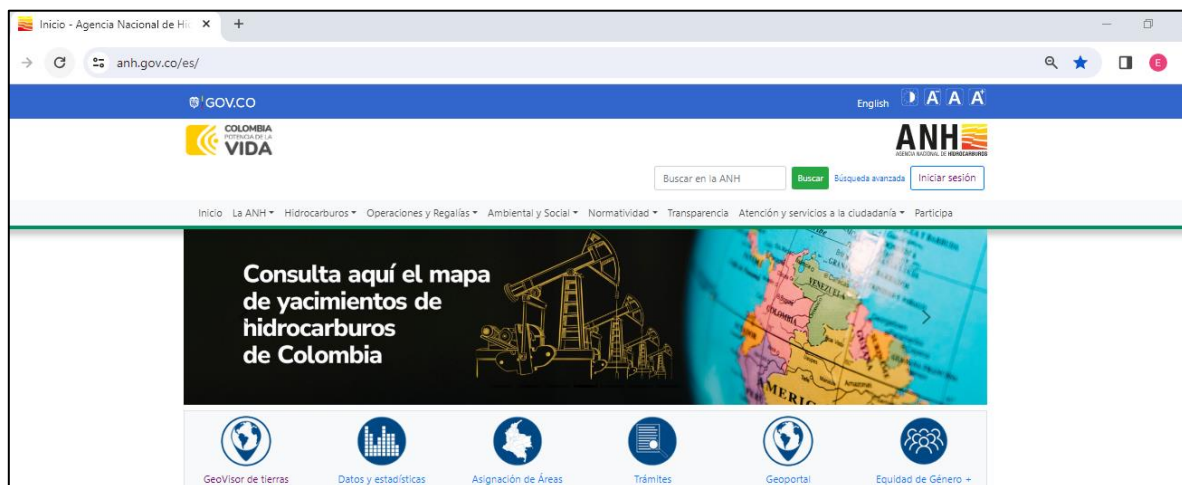 Inicio - Agencia Nacional de Hi
anh.gov.co/es/
E
GOV.CO
English A A A
COLOMBIA
POTENCIA DE LA
VIDA
ANH
AGENCIA NACIONAL DE HIDROCARBUROS
Buscar en la ANH Buscar Búsqueda avanzada Iniciar sesión
Inicio La ANH Hidrocarburos Operaciones y Regalías Ambiental y Social Normatividad Transparencia Atención y servicios a la ciudadanía Participa
Consulta aquí el mapa
de yacimientos de
hidrocarburos
de Colombia
VENEZUELA
COLOMBIA
AMERIC
GeoVisor de tierras Datos y estadísticas Asignación de Áreas Trámites Geoportal Equidad de Género +